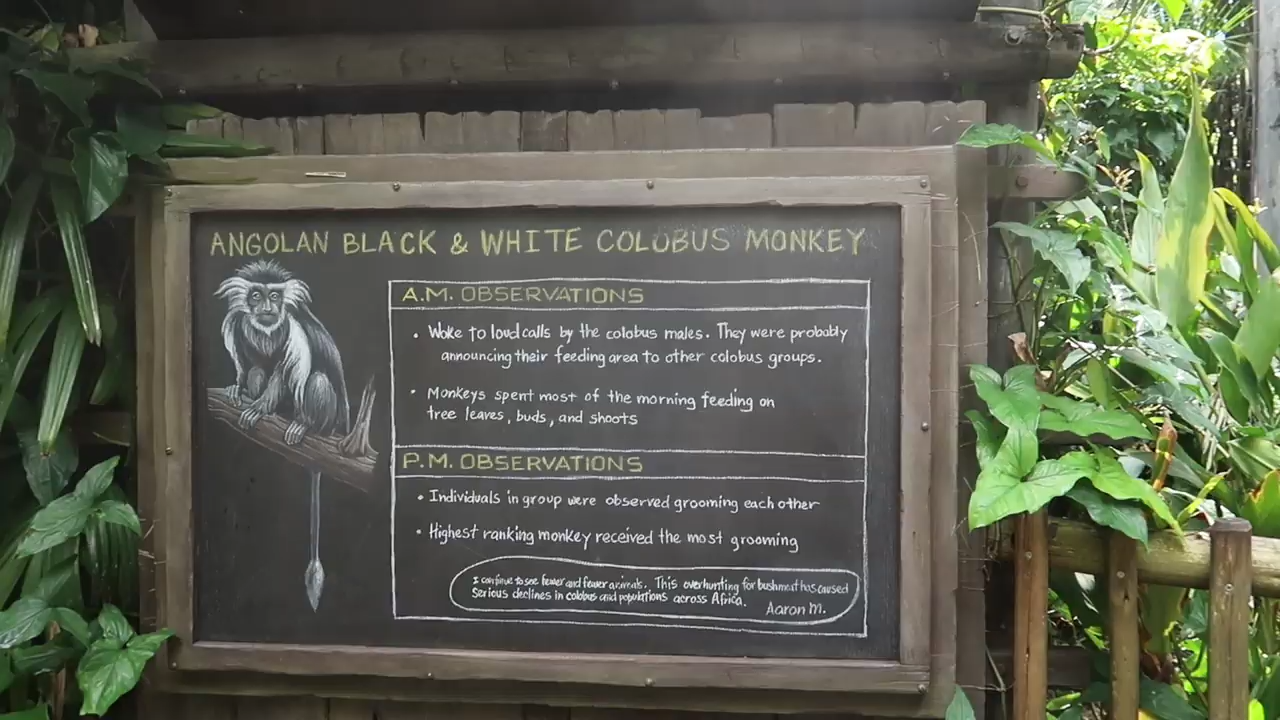 ANGOLAN BLACK & WHITE COLOBUS MONKEY
A.M. OBSERVATIONS
• Woke to loud calls by the colobus males. They were probably
announcing their feeding area to other colobus groups.
• Monkeys spent most of the morning feeding on
tree leaves, buds, and shoots
P.M. OBSERVATIONS
• Individuals in group were observed grooming each other
• Highest ranking monkey received the most grooming
I continue to see fewer and fewer animals. This overhunting for bushmeat has caused
Serious declines in colobus and populations across Africa.
Aaron M.